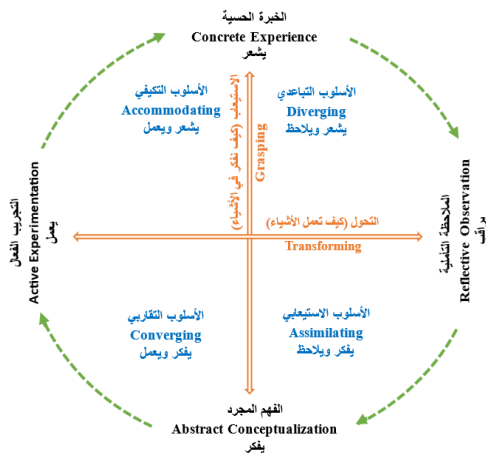 الخبرة الحسية
Concrete Experience
يشعر
الأسلوب التكيفي
Accommodating
يشعر ويعمل
الأسلوب التباعدي
Diverging
يشعر ويلاحظ
الاستيعاب (كيف نفكر في الأشياء)
Grasping
التجريب الفعال
Active Experimentation
يعمل
التحول (كيف تعمل الأشياء)
Transforming
الملاحظة التأملية
Reflective Observation
يراقب
الأسلوب التقاربي
Converging
يفكر ويعمل
الأسلوب الاستيعابي
Assimilating
يفكر ويلاحظ
الفهم المجرد
Abstract Conceptualization
يفكر